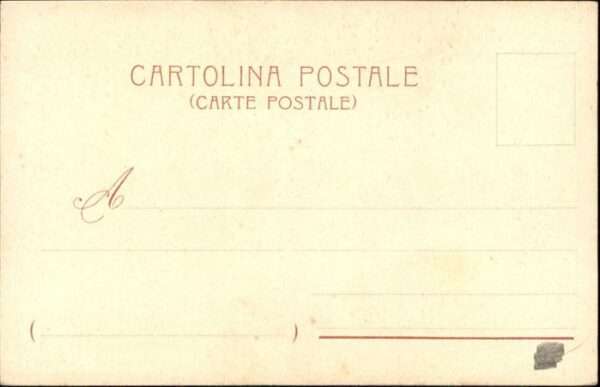 CARTOLINA POSTALE
(CARTE POSTALE)
A
( )